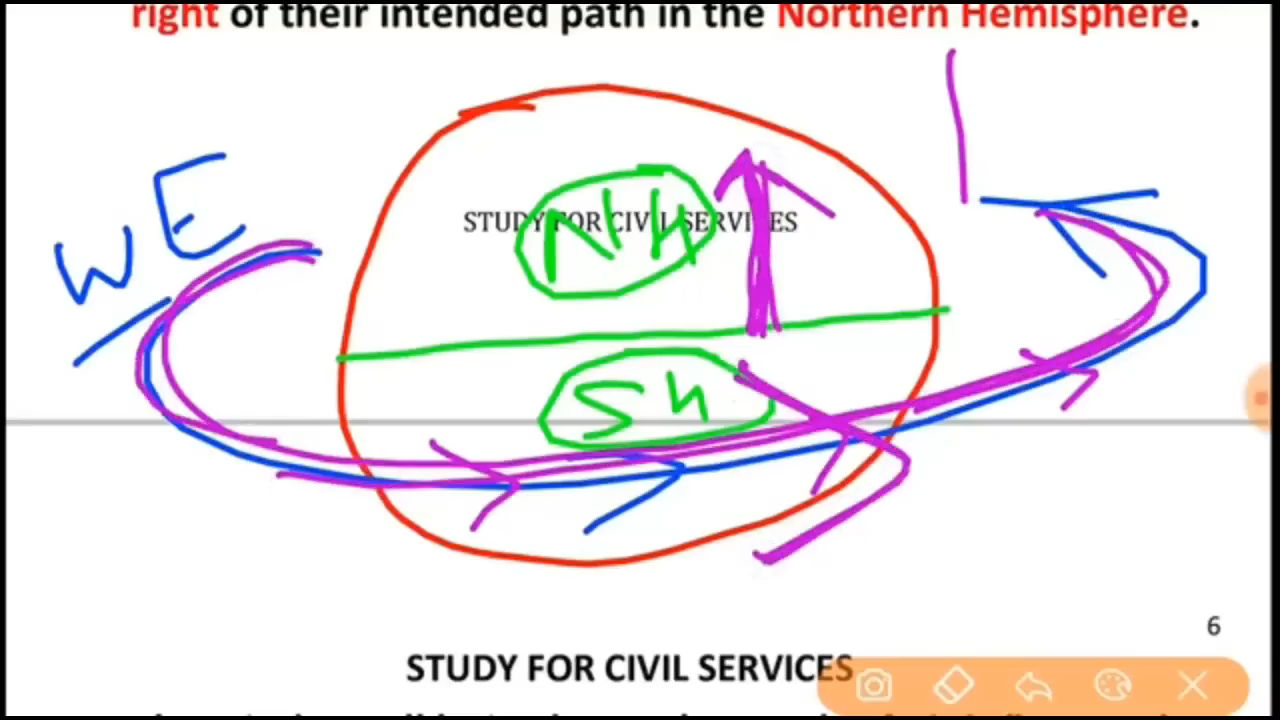 right of their intended path in the Northern Hemisphere.
WE
STUDY FOR CIVIL SERVICES
Nh
Sh
6
STUDY FOR CIVIL SERVICES